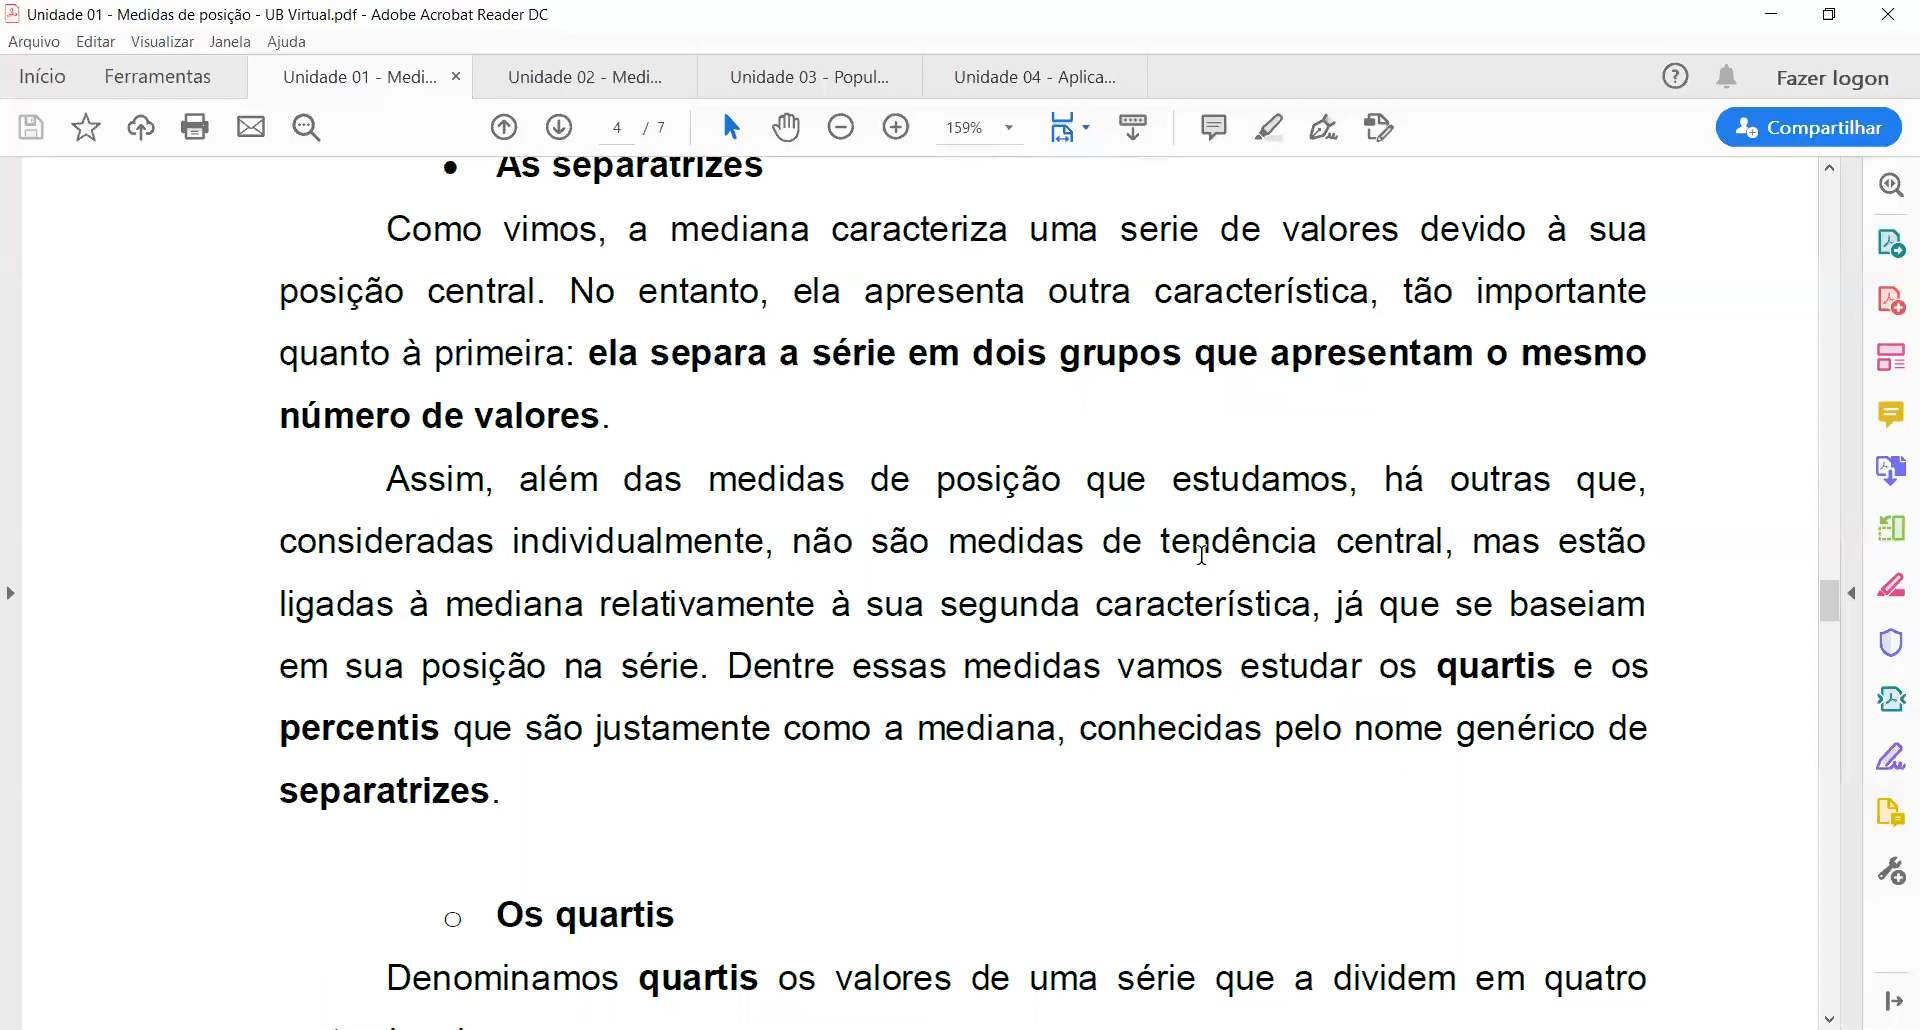 Unidade 01 - Medidas de posição - UB Virtual.pdf - Adobe Acrobat Reader DC
Arquivo Editar Visualizar Janela Ajuda
Início Ferramentas Unidade 01 - Medi... × Unidade 02 - Medi... Unidade 03 - Popul... Unidade 04 - Aplica... Fazer logon
4 / 7 159% Compartilhar
• As separatrizes
Como vimos, a mediana caracteriza uma serie de valores devido à sua
posição central. No entanto, ela apresenta outra característica, tão importante
quanto à primeira: ela separa a série em dois grupos que apresentam o mesmo
número de valores.
Assim, além das medidas de posição que estudamos, há outras que,
consideradas individualmente, não são medidas de tendência central, mas estão
ligadas à mediana relativamente à sua segunda característica, já que se baseiam
em sua posição na série. Dentre essas medidas vamos estudar os quartis e os
percentis que são justamente como a mediana, conhecidas pelo nome genérico de
separatrizes.
○ Os quartis
Denominamos quartis os valores de uma série que a dividem em quatro